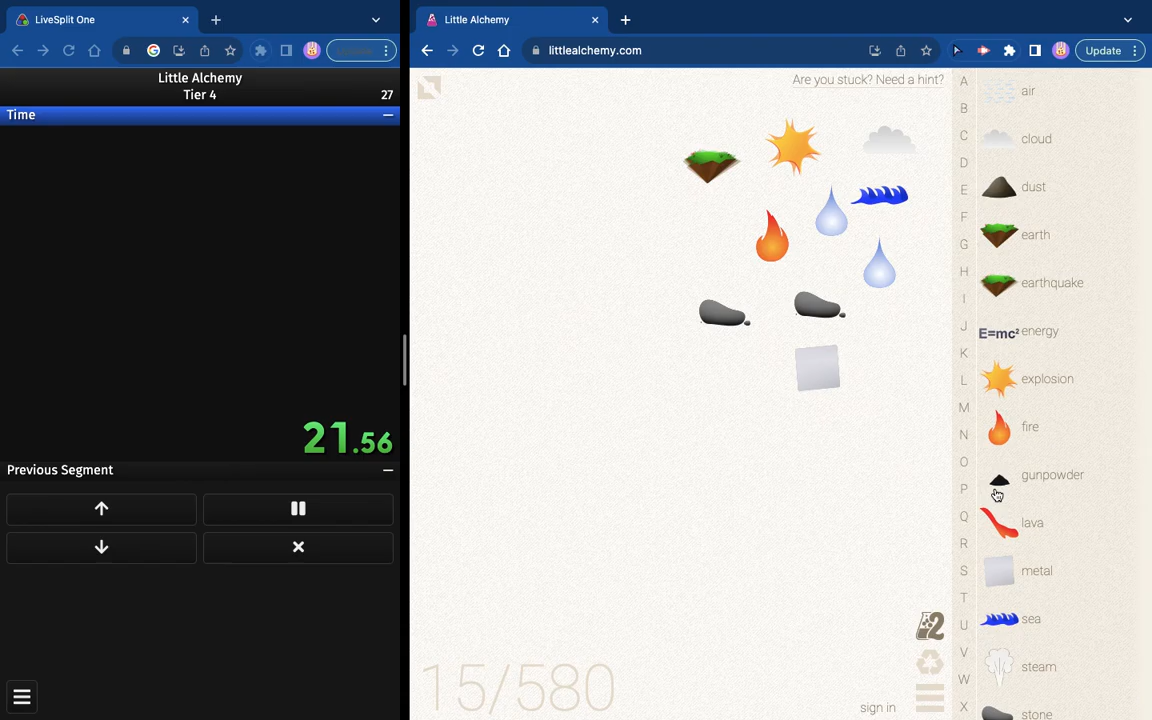 LiveSplit One
Little Alchemy
Update
littlealchemy.com
Update
Little Alchemy
Tier 4
27
Time
21.56
Previous Segment
Are you stuck? Need a hint?
A
B
C
D
E
F
G
H
I
J
K
L
M
N
O
P
Q
R
S
T
U
V
W
X
air
cloud
dust
earth
earthquake
E=mc² energy
explosion
fire
gunpowder
lava
metal
sea
steam
stone
2
15/580
sign in